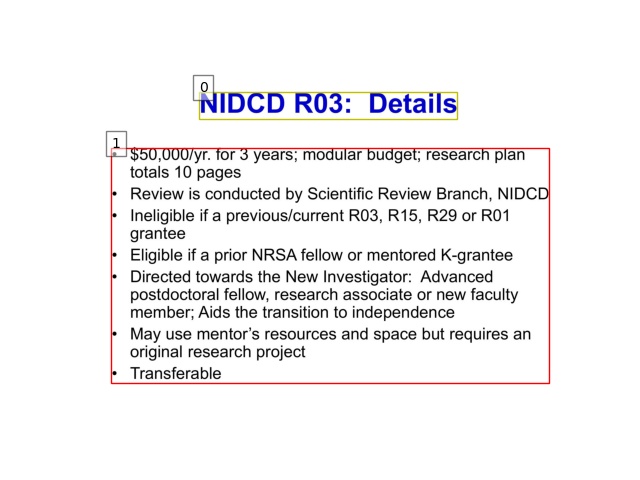 0
NIDCD R03:  Details
1
• $50,000/yr. for 3 years; modular budget; research plan
totals 10 pages
• Review is conducted by Scientific Review Branch, NIDCD
• Ineligible if a previous/current R03, R15, R29 or R01
grantee
• Eligible if a prior NRSA fellow or mentored K-grantee
• Directed towards the New Investigator:  Advanced
postdoctoral fellow, research associate or new faculty
member; Aids the transition to independence
• May use mentor’s resources and space but requires an
original research project
• Transferable